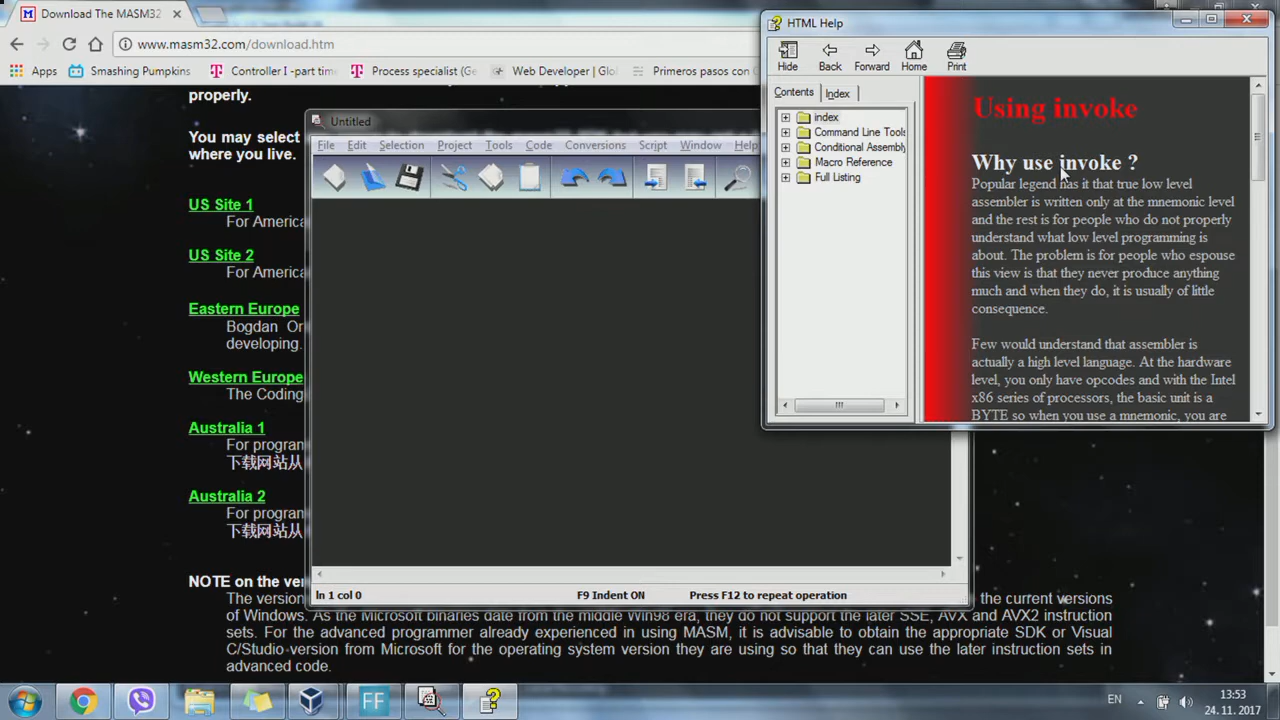 Download The MASM32
www.masm32.com/download.htm
Apps
Smashing Pumpkins
Controller I -part tim
Process specialist (Ge
Web Developer | Glo
Primeros pasos con
properly.
You may select
where you live.
US Site 1
For America
US Site 2
For America
Eastern Europe
Bogdan On
developing.
Western Europe
The Coding
Australia 1
For program
下载网站从
Australia 2
For program
下载网站从
NOTE on the ver
The version
the current versions
of Windows. As the Microsoft binaries date from the middle Win98 era, they do not support the later SSE, AVX and AVX2 instruction
sets. For the advanced programmer already experienced in using MASM, it is advisable to obtain the appropriate SDK or Visual
C/Studio version from Microsoft for the operating system version they are using so that they can use the later instruction sets in
advanced code.
Untitled
File Edit Selection Project Tools Code Conversions Script Window Help
ln 1 col 0
F9 Indent ON
Press F12 to repeat operation
HTML Help
Hide Back Forward Home Print
Contents Index
index
Command Line Tools
Conditional Assembly
Macro Reference
Full Listing
Using invoke
Why use invoke ?
Popular legend has it that true low level
assembler is written only at the mnemonic level
and the rest is for people who do not properly
understand what low level programming is
about. The problem is for people who espouse
this view is that they never produce anything
much and when they do, it is usually of little
consequence.
Few would understand that assembler is
actually a high level language. At the hardware
level, you only have opcodes and with the Intel
x86 series of processors, the basic unit is a
BYTE so when you use a mnemonic, you are
FF
EN
13:53
24. 11. 2017